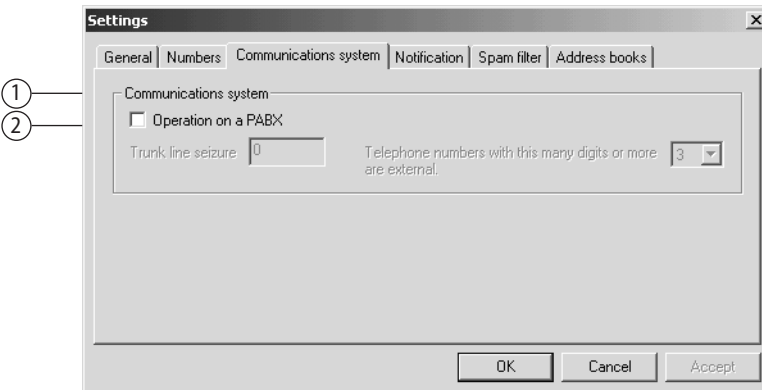 Settings
General Numbers Communications system Notification Spam filter Address books
1 Communications system
2 Operation on a PABX
Trunk line seizure 0 Telephone numbers with this many digits or more 3
are external.
OK Cancel Accept